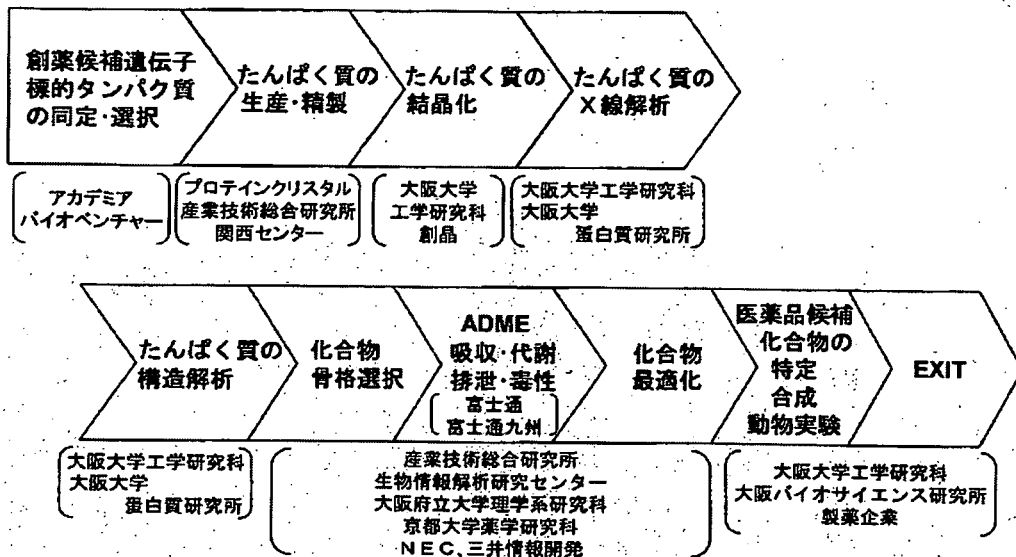 創薬候補遺伝子
標的タンパク質
の同定・選択
たんぱく質の
生産・精製
たんぱく質の
結晶化
たんぱく質の
X線解析
アカデミア
バイオベンチャー
プロテインクリスタル
産業技術総合研究所
関西センター
大阪大学
工学研究科
創晶
大阪大学工学研究科
大阪大学
蛋白質研究所
たんぱく質の
構造解析
化合物
骨格選択
ADME
吸収・代謝
排泄・毒性
富士通
富士通九州
化合物
最適化
医薬品候補
化合物の
特定
合成
動物実験
EXIT
大阪大学工学研究科
大阪大学
蛋白質研究所
産業技術総合研究所
生物情報解析研究センター
大阪府立大学理学系研究科
京都大学薬学研究科
NEC、三井情報開発
大阪大学工学研究科
大阪バイオサイエンス研究所
製薬企業